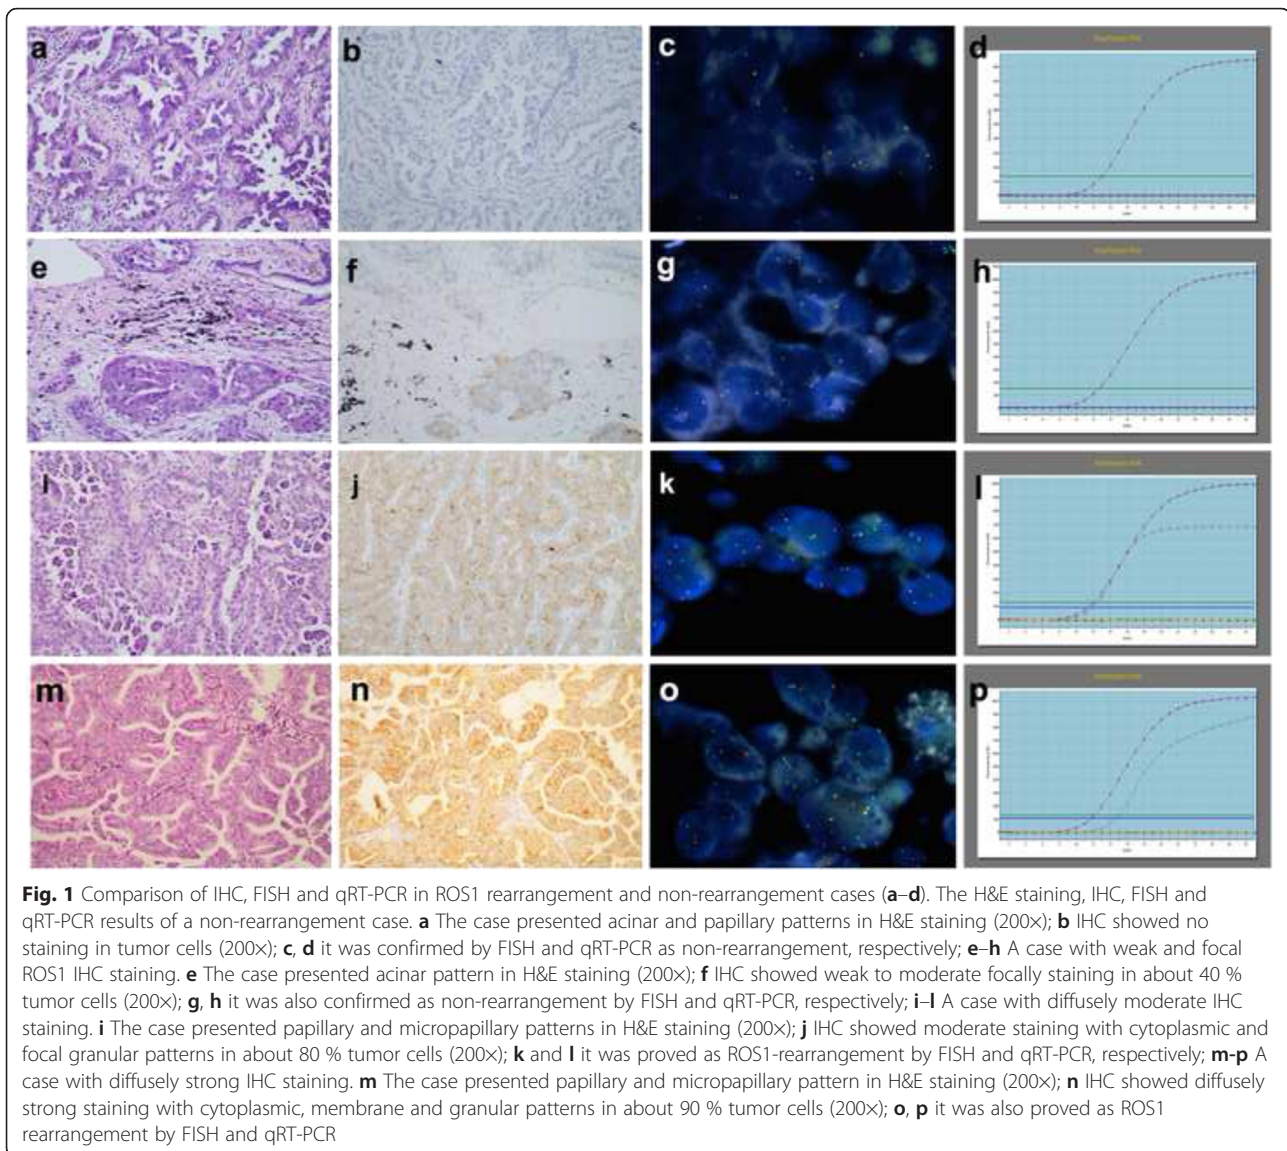 a
b
c
d
e
f
g
h
i
j
k
l
m
n
o
p
Fig. 1 Comparison of IHC, FISH and qRT-PCR in ROS1 rearrangement and non-rearrangement cases (a–d). The H&E staining, IHC, FISH and
qRT-PCR results of a non-rearrangement case. a The case presented acinar and papillary patterns in H&E staining (200×); b IHC showed no
staining in tumor cells (200×); c, d it was confirmed by FISH and qRT-PCR as non-rearrangement, respectively; e–h A case with weak and focal
ROS1 IHC staining. e The case presented acinar pattern in H&E staining (200×); f IHC showed weak to moderate focally staining in about 40 %
tumor cells (200×); g, h it was also confirmed as non-rearrangement by FISH and qRT-PCR, respectively; i–l A case with diffusely moderate IHC
staining. i The case presented papillary and micropapillary patterns in H&E staining (200×); j IHC showed moderate staining with cytoplasmic and
focal granular patterns in about 80 % tumor cells (200×); k and l it was proved as ROS1-rearrangement by FISH and qRT-PCR, respectively; m-p A
case with diffusely strong IHC staining. m The case presented papillary and micropapillary pattern in H&E staining (200×); n IHC showed diffusely
strong staining with cytoplasmic, membrane and granular patterns in about 90 % tumor cells (200×); o, p it was also proved as ROS1
rearrangement by FISH and qRT-PCR